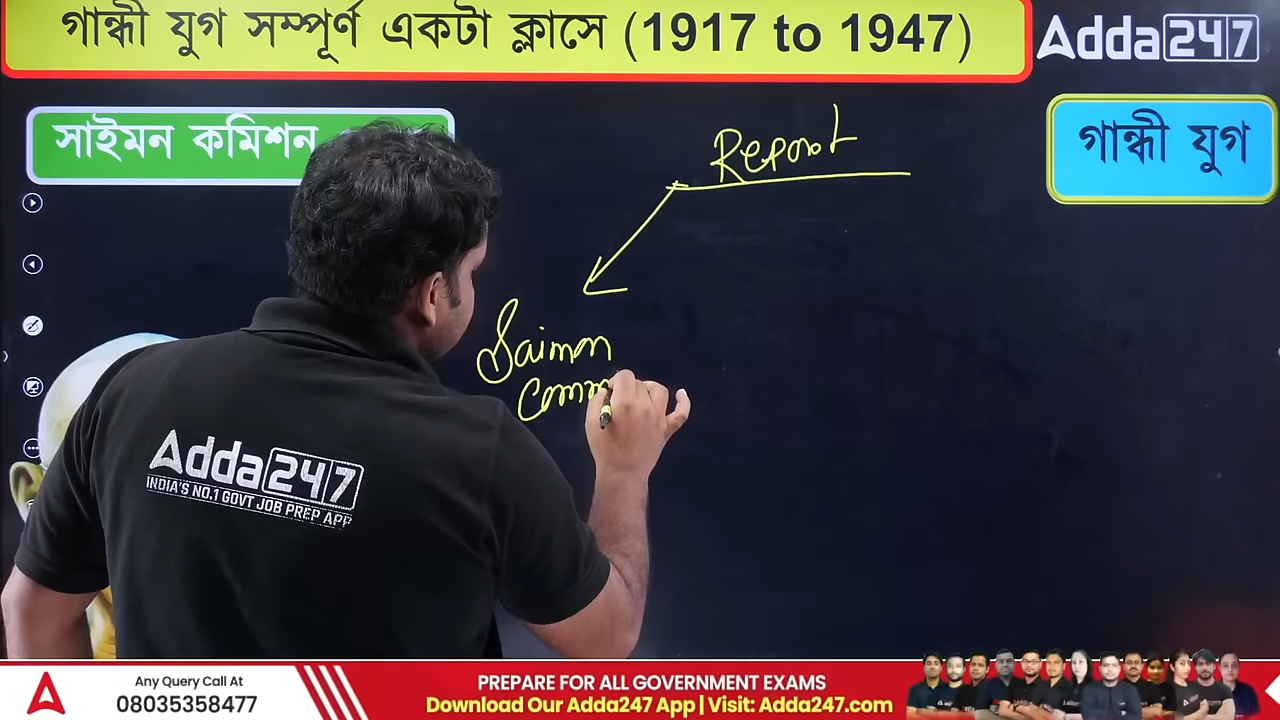 গান্ধী যুগ সম্পূর্ণ একটা ক্লাসে (1917 to 1947)
Adda247
সাইমন কমিশন
গান্ধী যুগ
Report
Saimon
Comm
Adda247
INDIA'S NO.1 GOVT JOB PREP APP
Any Query Call At
08035358477
PREPARE FOR ALL GOVERNMENT EXAMS
Download Our Adda247 App | Visit: Adda247.com